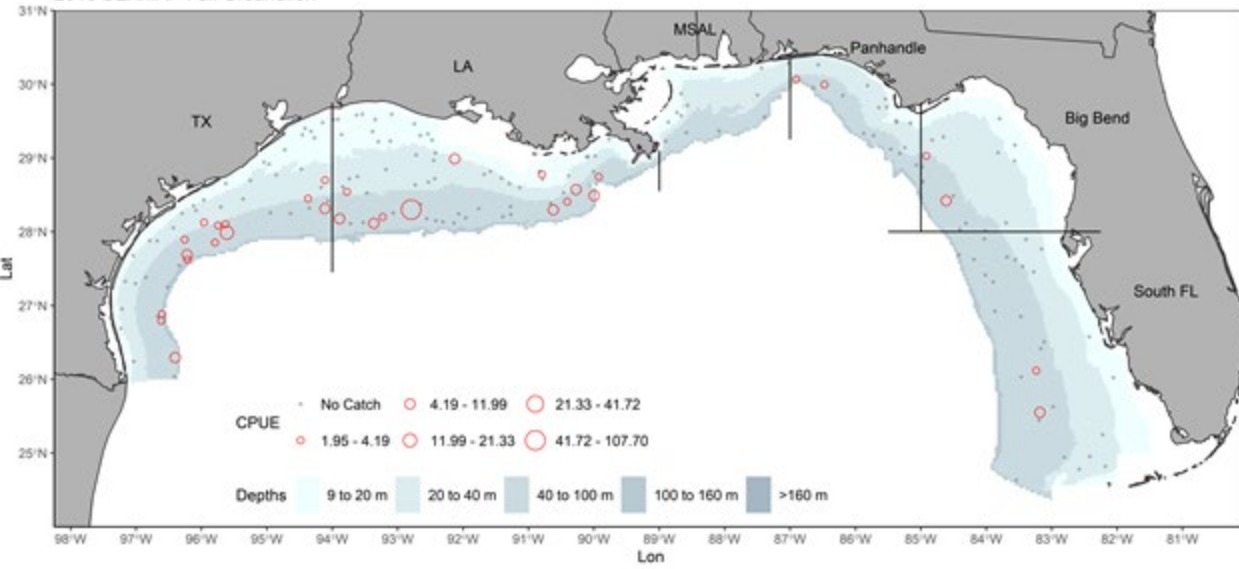 31°N
MSAL
Panhandle
LA
30°N
TX
Big Bend
29°N
28°N
Lat
South FL
27°N
26°N
No Catch 4.19 - 11.99 21.33 - 41.72
CPUE
1.95 - 4.19 11.99 - 21.33 41.72 - 107.70
25°N
Depths 9 to 20 m 20 to 40 m 40 to 100 m 100 to 160 m >160 m
98°W 97°W 96°W 95°W 94°W 93°W 92°W 91°W 90°W 89°W 88°W 87°W 86°W 85°W 84°W 83°W 82°W 81°W
Lon